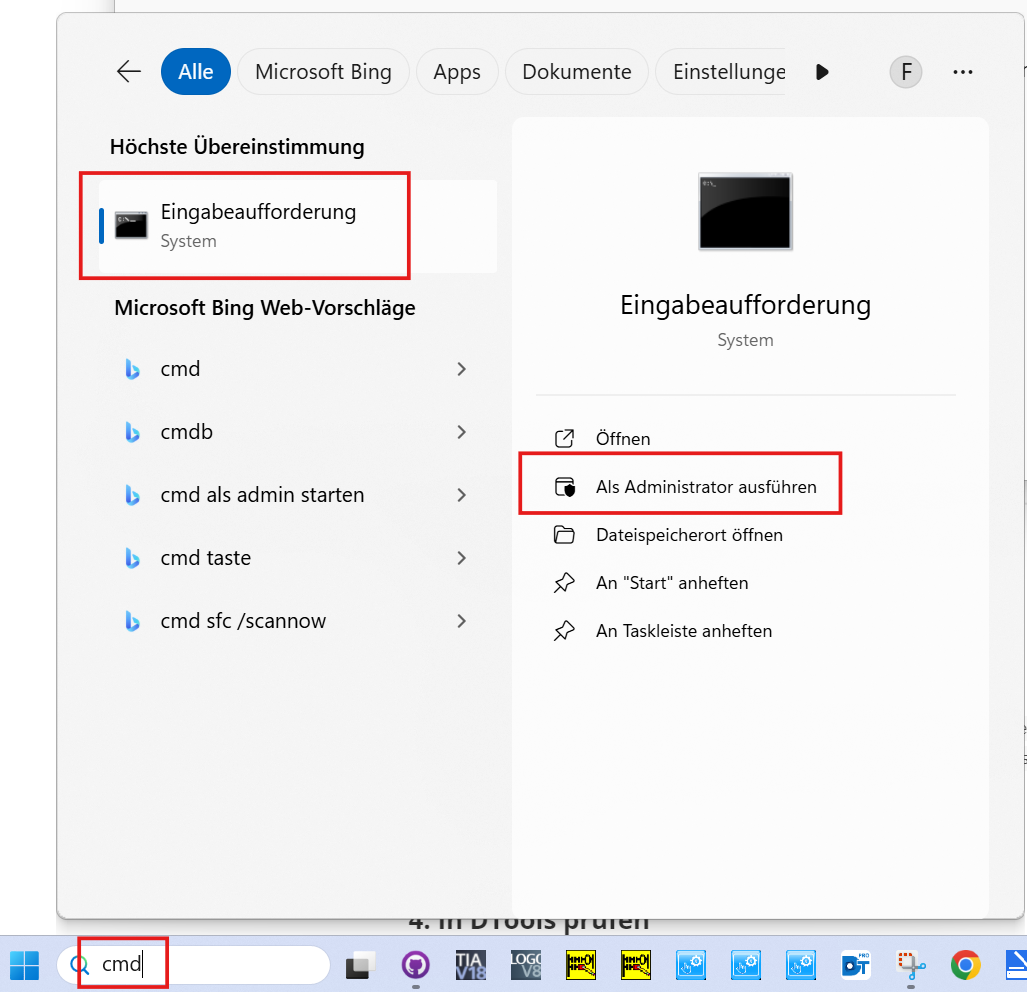 Alle
Microsoft Bing
Apps
Dokumente
Einstellunge
F
Höchste Übereinstimmung
Eingabeaufforderung
System
Microsoft Bing Web-Vorschläge
cmd
cmdb
cmd als admin starten
cmd taste
cmd sfc /scannow
Eingabeaufforderung
System
Öffnen
Als Administrator ausführen
Dateispeicherort öffnen
An "Start" anheften
An Taskleiste anheften
4. In DTools prüfen
cmd
TIA
V18
LOGO
V8
PRO
DT